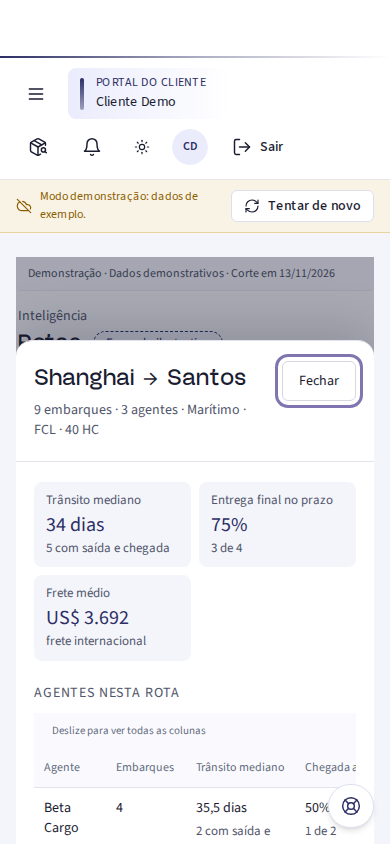 PORTAL DO CLIENTE
Cliente Demo
CD
Sair
Modo demonstração: dados de
exemplo.
Tentar de novo
Demonstração · Dados demonstrativos · Corte em 13/11/2026
Inteligência
Shanghai → Santos
Fechar
9 embarques · 3 agentes · Marítimo ·
FCL · 40 HC
Trânsito mediano
34 dias
5 com saída e chegada
Entrega final no prazo
75%
3 de 4
Frete médio
US$ 3.692
frete internacional
AGENTES NESTA ROTA
Deslize para ver todas as colunas
Agente Embarques Trânsito mediano Chegada
Beta
Cargo
4
35,5 dias
2 com saída e
50%
1 de 2